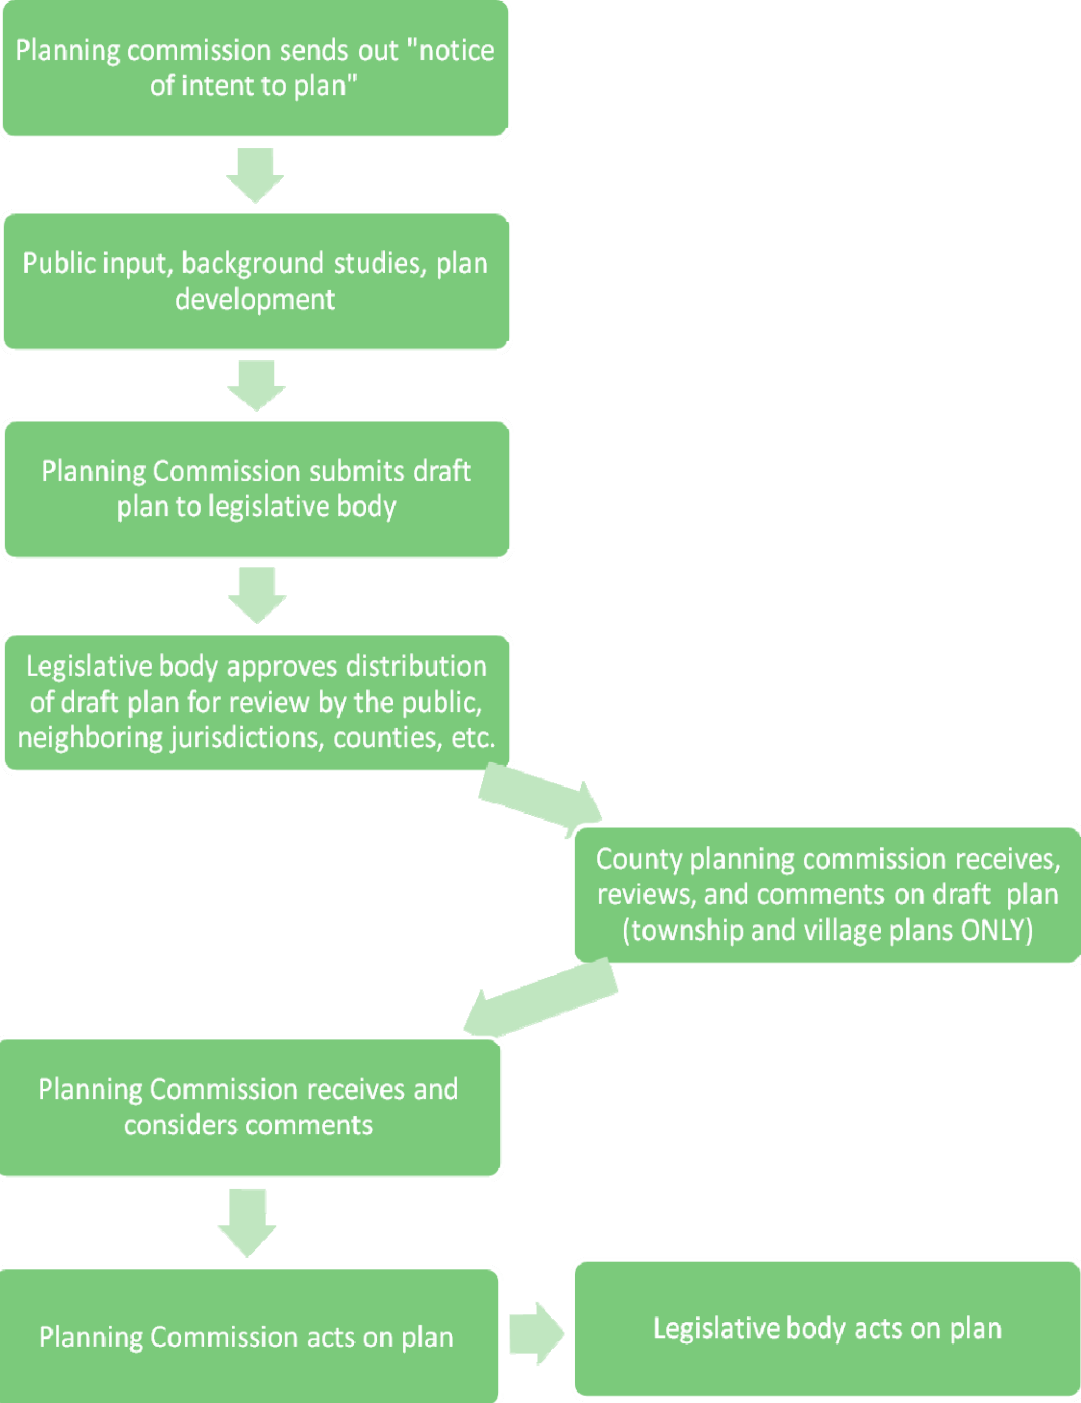 Planning commission sends out "notice
of intent to plan"
Public input, background studies, plan
development
Planning Commission submits draft
plan to legislative body
Legislative body approves distribution
of draft plan for review by the public,
neighboring jurisdictions, counties, etc.
County planning commission receives,
reviews, and comments on draft  plan
(township and village plans ONLY)
Planning Commission receives and
considers comments
Planning Commission acts on plan
Legislative body acts on plan